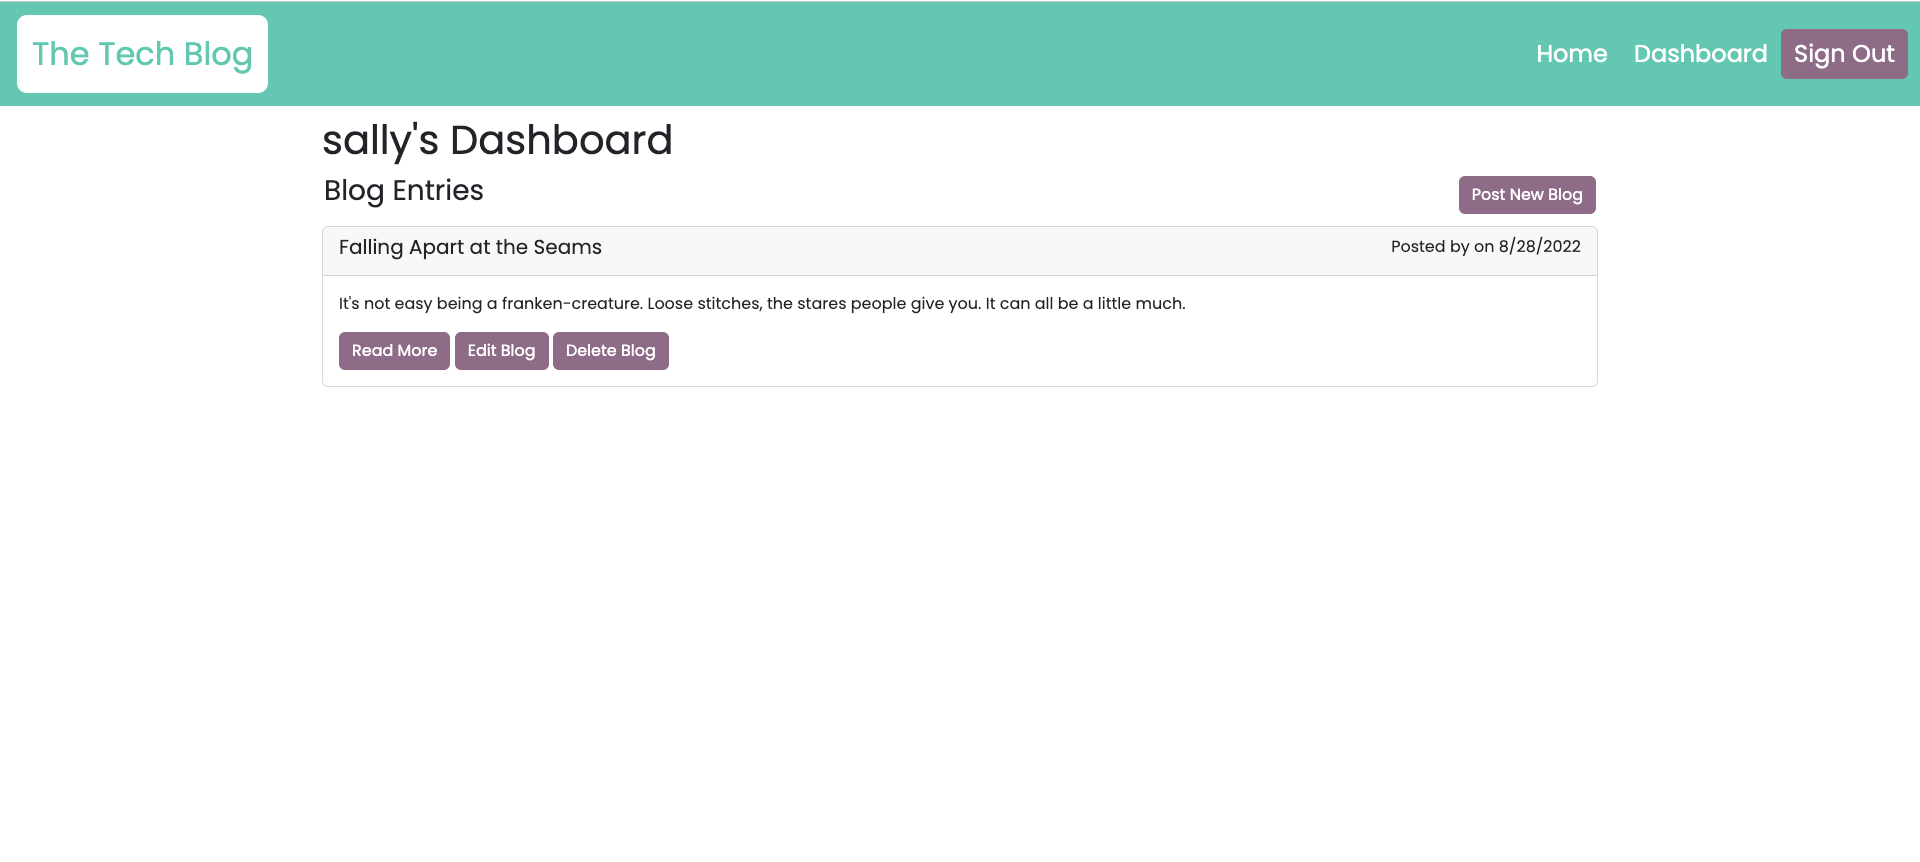 The Tech Blog
Home Dashboard Sign Out
sally's Dashboard
Blog Entries
Post New Blog
Falling Apart at the Seams
Posted by on 8/28/2022
It's not easy being a franken-creature. Loose stitches, the stares people give you. It can all be a little much.
Read More Edit Blog Delete Blog